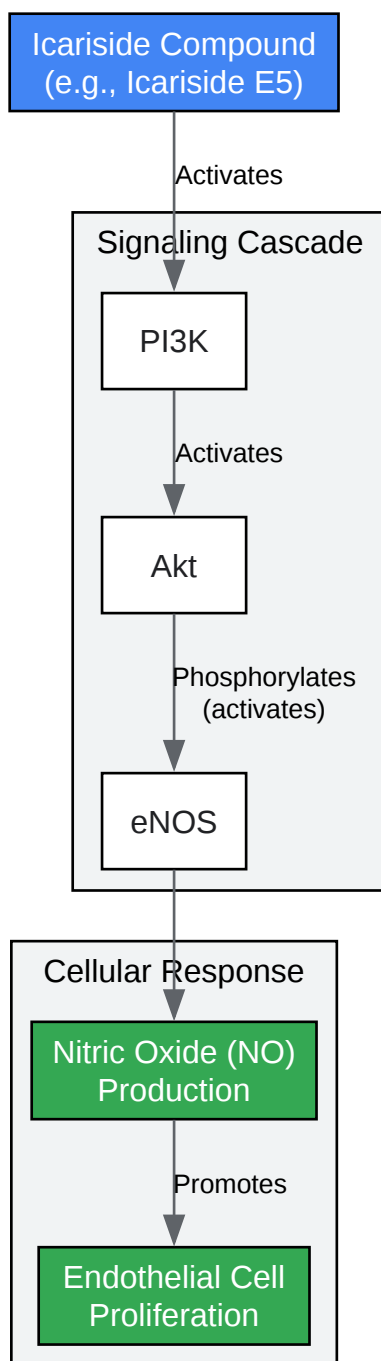 Icariside Compound
(e.g., Icariside E5)
Activates
Signaling Cascade
PI3K
Activates
Akt
Phosphorylates
(activates)
eNOS
Cellular Response
Nitric Oxide (NO)
Production
Promotes
Endothelial Cell
Proliferation